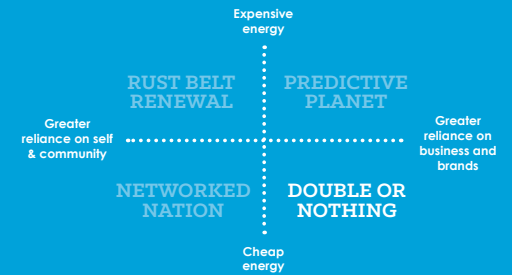 Expensive
energy
RUST BELT
RENEWAL
PREDICTIVE
PLANET
Greater
reliance on self
& community
Greater
reliance on
business and
brands
NETWORKED
NATION
DOUBLE OR
NOTHING
Cheap
energy